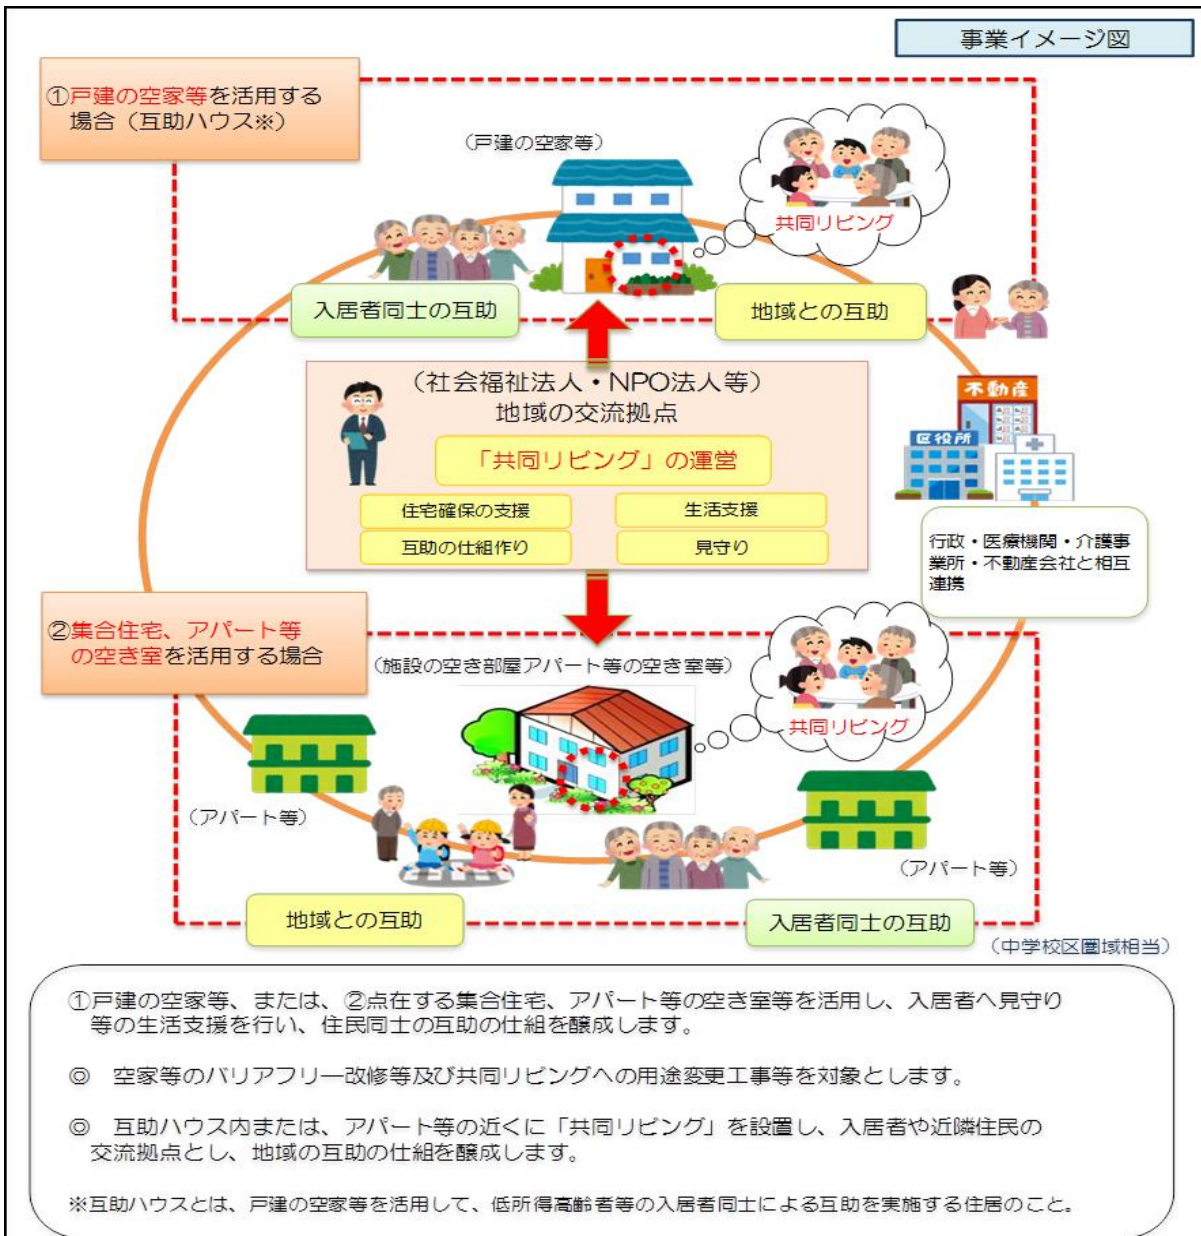 事業イメージ図
①戸建の空家等を活用する
場合（互助ハウス※）
（戸建の空家等）
共同リビング
入居者同士の互助
地域との互助
（社会福祉法人・NPO法人等）
地域の交流拠点
「共同リビング」の運営
住宅確保の支援
生活支援
互助の仕組作り
見守り
不動産
区役所
行政・医療機関・介護事
業所・不動産会社と相互
連携
②集合住宅、アパート等
の空き室を活用する場合
（施設の空き部屋アパート等の空き室等）
共同リビング
（アパート等）
（アパート等）
地域との互助
入居者同士の互助
（中学校区圏域相当）
①戸建の空家等、または、②点在する集合住宅、アパート等の空き室等を活用し、入居者へ見守り
等の生活支援を行い、住民同士の互助の仕組を醸成します。
◎　空家等のバリアフリー改修等及び共同リビングへの用途変更工事等を対象とします。
◎　互助ハウス内または、アパート等の近くに「共同リビング」を設置し、入居者や近隣住民の
交流拠点とし、地域の互助の仕組を醸成します。
※互助ハウスとは、戸建の空家等を活用して、低所得高齢者等の入居者同士による互助を実施する住居のこと。